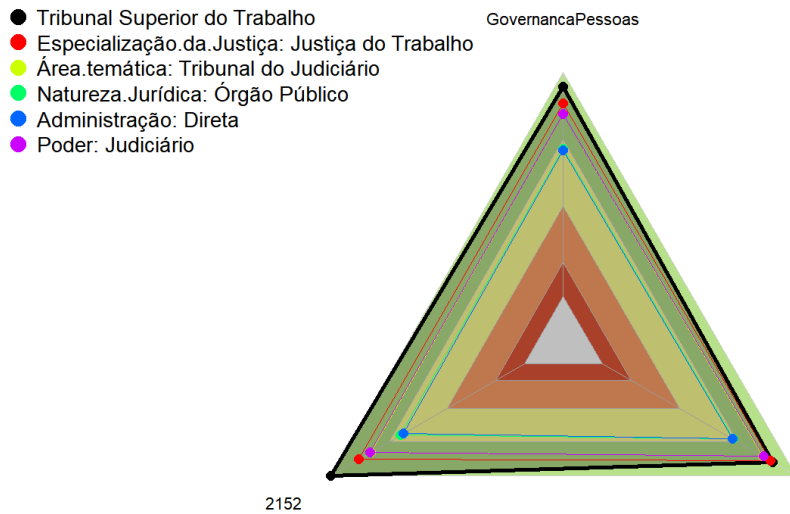 Tribunal Superior do Trabalho
GovernancaPessoas
Especialização.da.Justiça: Justiça do Trabalho
Área.temática: Tribunal do Judiciário
Natureza.Jurídica: Órgão Público
Administração: Direta
Poder: Judiciário
2152